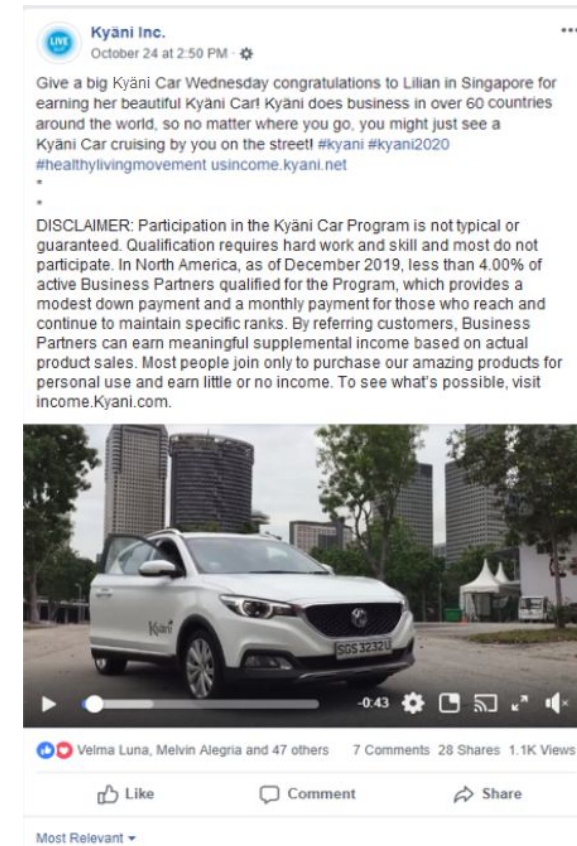 LIVE
Kyäni Inc.
October 24 at 2:50 PM ·
Give a big Kyäni Car Wednesday congratulations to Lilian in Singapore for
earning her beautiful Kyäni Car! Kyäni does business in over 60 countries
around the world, so no matter where you go, you might just see a
Kyäni Car cruising by you on the street! #kyani #kyani2020
#healthylivingmovement usincome.kyani.net
*
*
DISCLAIMER: Participation in the Kyäni Car Program is not typical or
guaranteed. Qualification requires hard work and skill and most do not
participate. In North America, as of December 2019, less than 4.00% of
active Business Partners qualified for the Program, which provides a
modest down payment and a monthly payment for those who reach and
continue to maintain specific ranks. By referring customers, Business
Partners can earn meaningful supplemental income based on actual
product sales. Most people join only to purchase our amazing products for
personal use and earn little or no income. To see what's possible, visit
income.Kyani.com.
Kyäni
SGS 3232U
-0:43
Velma Luna, Melvin Alegria and 47 others 7 Comments 28 Shares 1.1K Views
Like Comment Share
Most Relevant